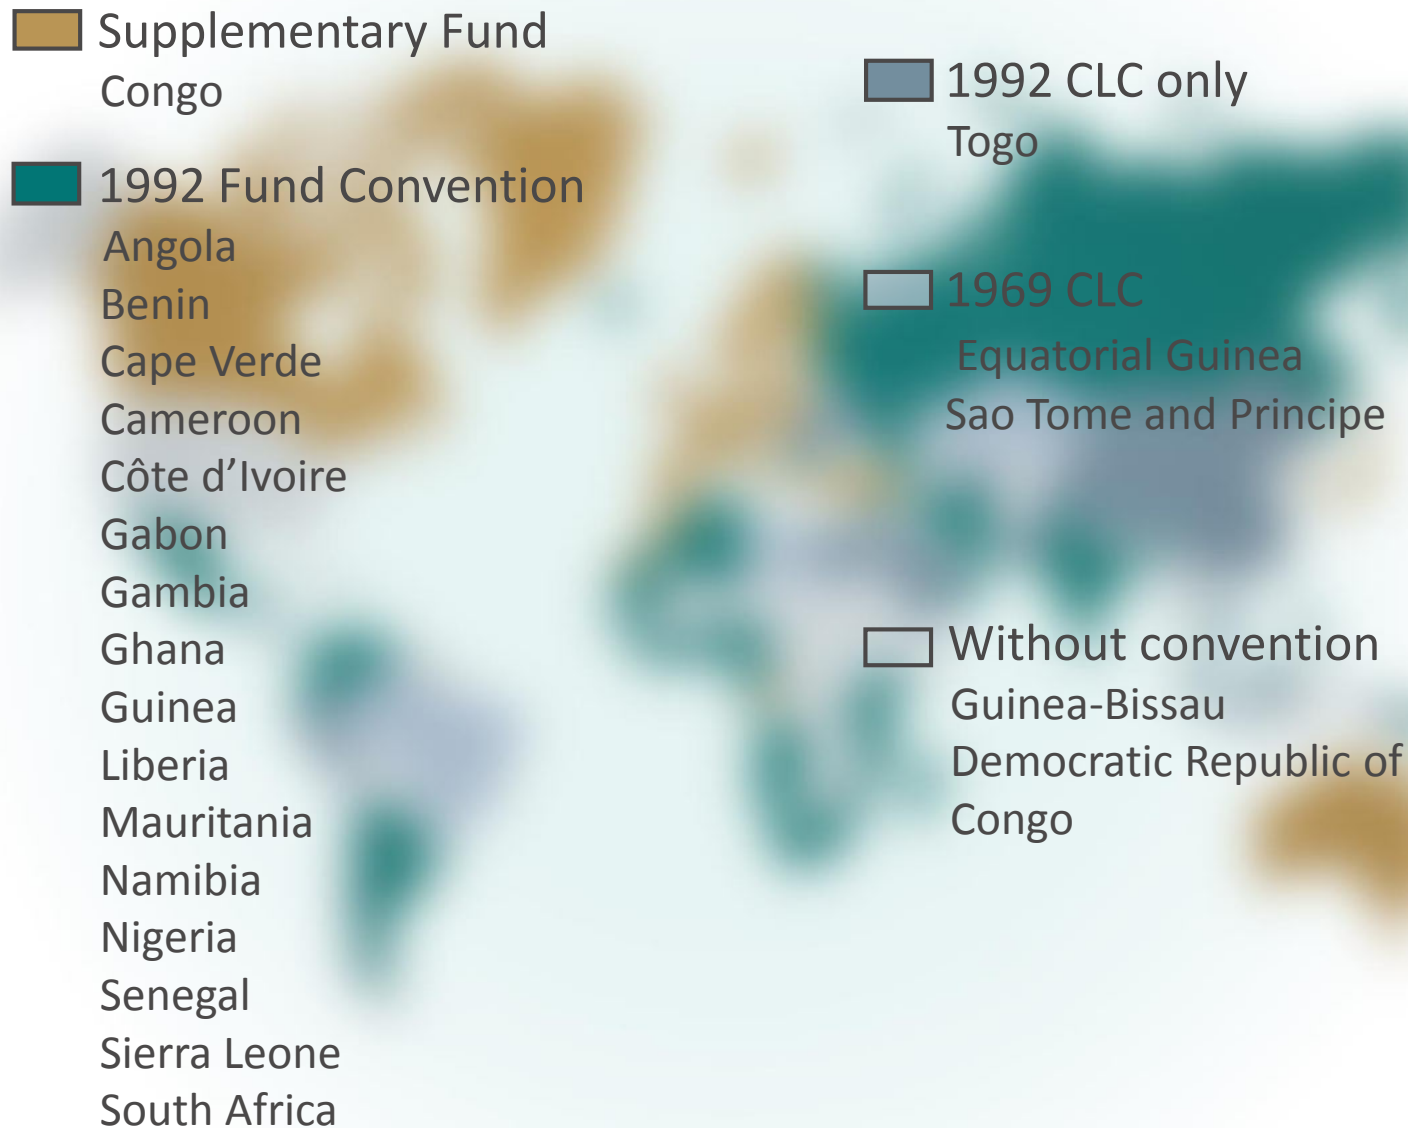 Supplementary Fund
Congo
1992 Fund Convention
Angola
Benin
Cape Verde
Cameroon
Côte d’Ivoire
Gabon
Gambia
Ghana
Guinea
Liberia
Mauritania
Namibia
Nigeria
Senegal
Sierra Leone
South Africa
1992 CLC only
Togo
1969 CLC
Equatorial Guinea
Sao Tome and Principe
Without convention
Guinea-Bissau
Democratic Republic of
Congo